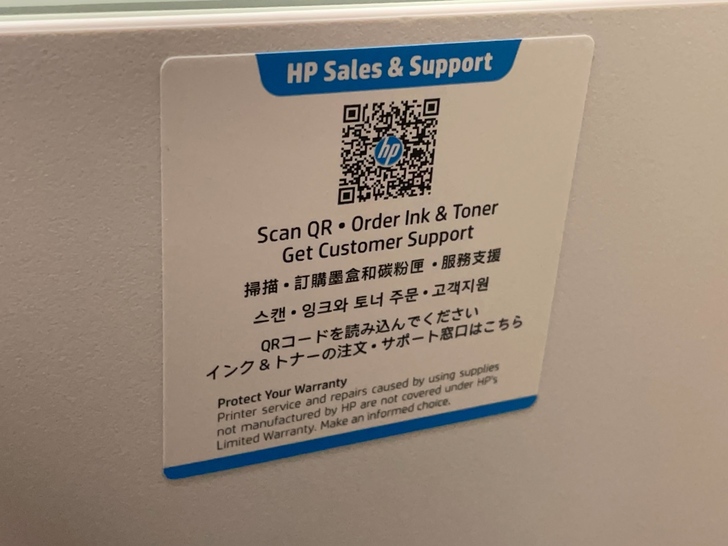 HP Sales & Support
hp
Scan QR • Order Ink & Toner
Get Customer Support
掃描 • 訂購墨盒和碳粉匣 • 服務支援
스캔 • 잉크와 토너 주문 • 고객지원
QRコードを読み込んでください
インク & トナーの注文 • サポート窓口はこちら
Protect Your Warranty
Printer service and repairs caused by using supplies
not manufactured by HP are not covered under HP's
Limited Warranty. Make an informed choice.